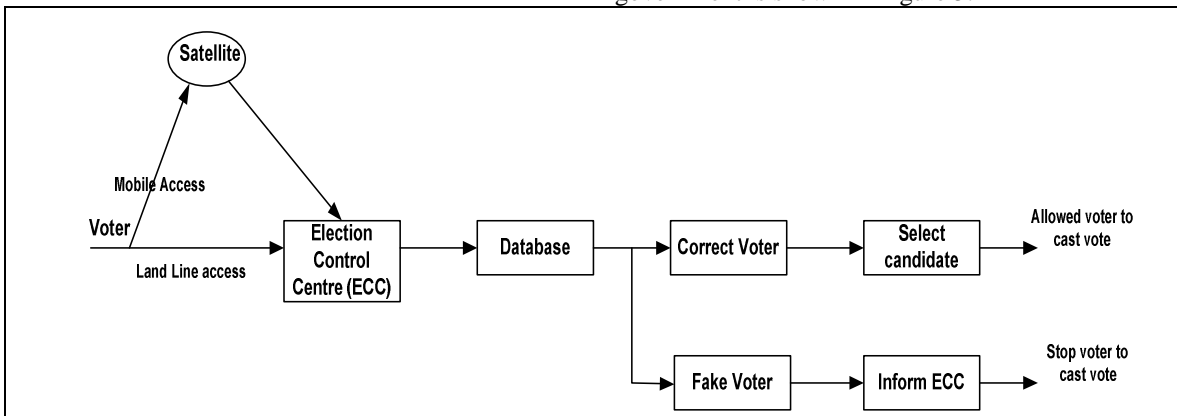 Satellite
Mobile Access
Voter
Land Line access
Election
Control
Centre (ECC)
Database
Correct Voter
Select
candidate
Allowed voter to
cast vote
Fake Voter
Inform ECC
Stop voter to
cast vote